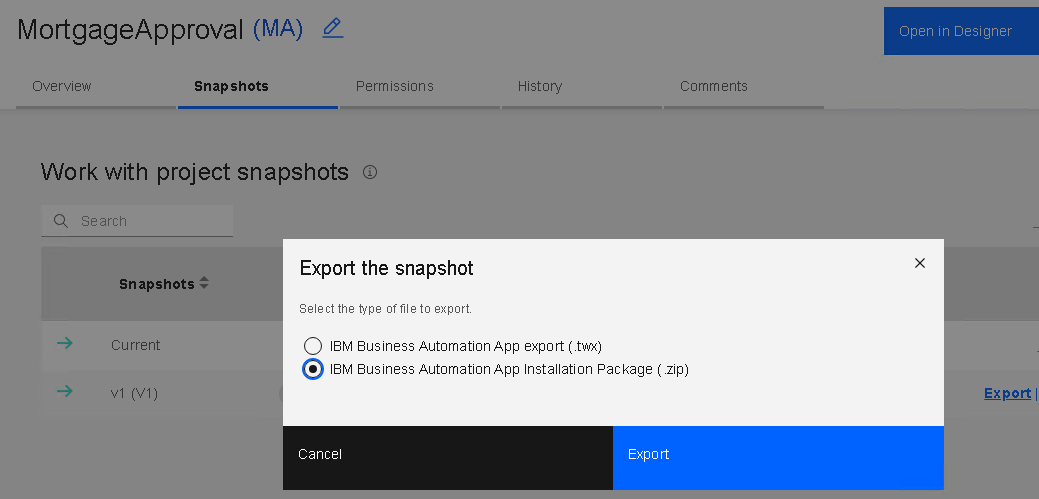 MortgageApproval (MA)
Open in Designer
Overview Snapshots Permissions History Comments
Work with project snapshots
Search
Snapshots
Export the snapshot
Select the type of file to export.
IBM Business Automation App export (.twx)
IBM Business Automation App Installation Package (.zip)
Current
v1 (V1)
Export |
Cancel
Export